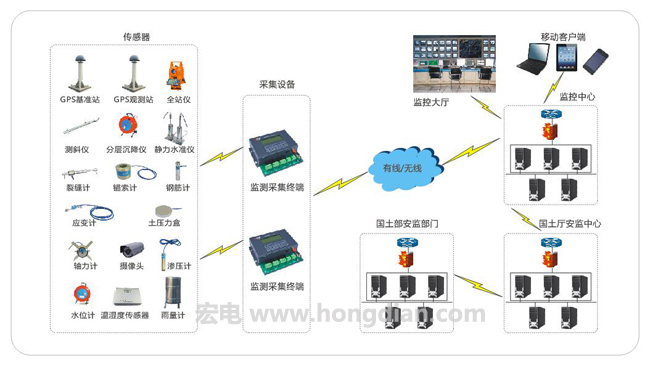 传感器
GPS基准站 GPS观测站 全站仪
测斜仪 分层沉降仪 静力水准仪
裂缝计 锚索计 钢筋计
应变计 土压力盒
轴力计 摄像头 渗压计
水位计 温湿度传感器 雨量计
采集设备
监测采集终端
监测采集终端
有线/无线
监控大厅
移动客户端
监控中心
国土部安监部门
国土厅安监中心
宏电 www.hongdian.com